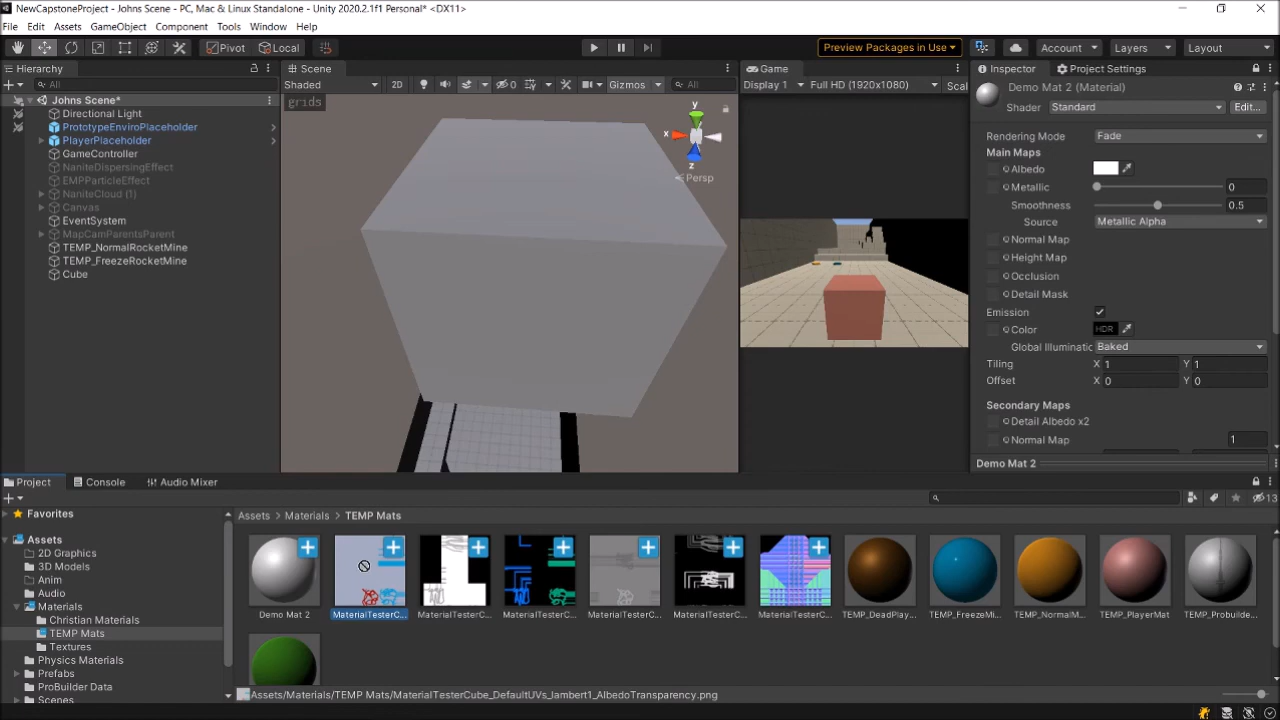 NewCapstoneProject - Johns Scene - PC, Mac & Linux Standalone - Unity 2020.2.1f1 Personal* <DX11>
File Edit Assets GameObject Component Tools Window Help
Pivot Local Preview Packages in Use Account Layers Layout
Hierarchy
All
Johns Scene*
Directional Light
PrototypeEnviroPlaceholder
PlayerPlaceholder
GameController
NaniteDispersingEffect
EMPParticleEffect
NaniteCloud (1)
Canvas
EventSystem
MapCamParentsParent
TEMP_NormalRocketMine
TEMP_FreezeRocketMine
Cube
Scene
Shaded 2D 0 Gizmos All
grids
y
x
z
Persp
Game
Display 1 Full HD (1920x1080) Scal
Inspector Project Settings
Demo Mat 2 (Material)
Shader Standard Edit...
Rendering Mode Fade
Main Maps
Albedo
Metallic 0
Smoothness 0.5
Source Metallic Alpha
Normal Map
Height Map
Occlusion
Detail Mask
Emission
Color HDR
Global Illuminatic Baked
Tiling X 1 Y 1
Offset X 0 Y 0
Secondary Maps
Detail Albedo x2
Normal Map 1
Demo Mat 2
Project Console Audio Mixer
13
Favorites
Assets
2D Graphics
3D Models
Anim
Audio
Materials
Christian Materials
TEMP Mats
Textures
Physics Materials
Prefabs
ProBuilder Data
Scenes
Assets > Materials > TEMP Mats
Demo Mat 2 MaterialTesterC... MaterialTesterC... MaterialTesterC... MaterialTesterC... MaterialTesterC... MaterialTesterC... TEMP_DeadPlay... TEMP_FreezeMi... TEMP_NormalM... TEMP_PlayerMat TEMP_Probuilde...
Assets/Materials/TEMP Mats/MaterialTesterCube_DefaultUVs_lambert1_AlbedoTransparency.png